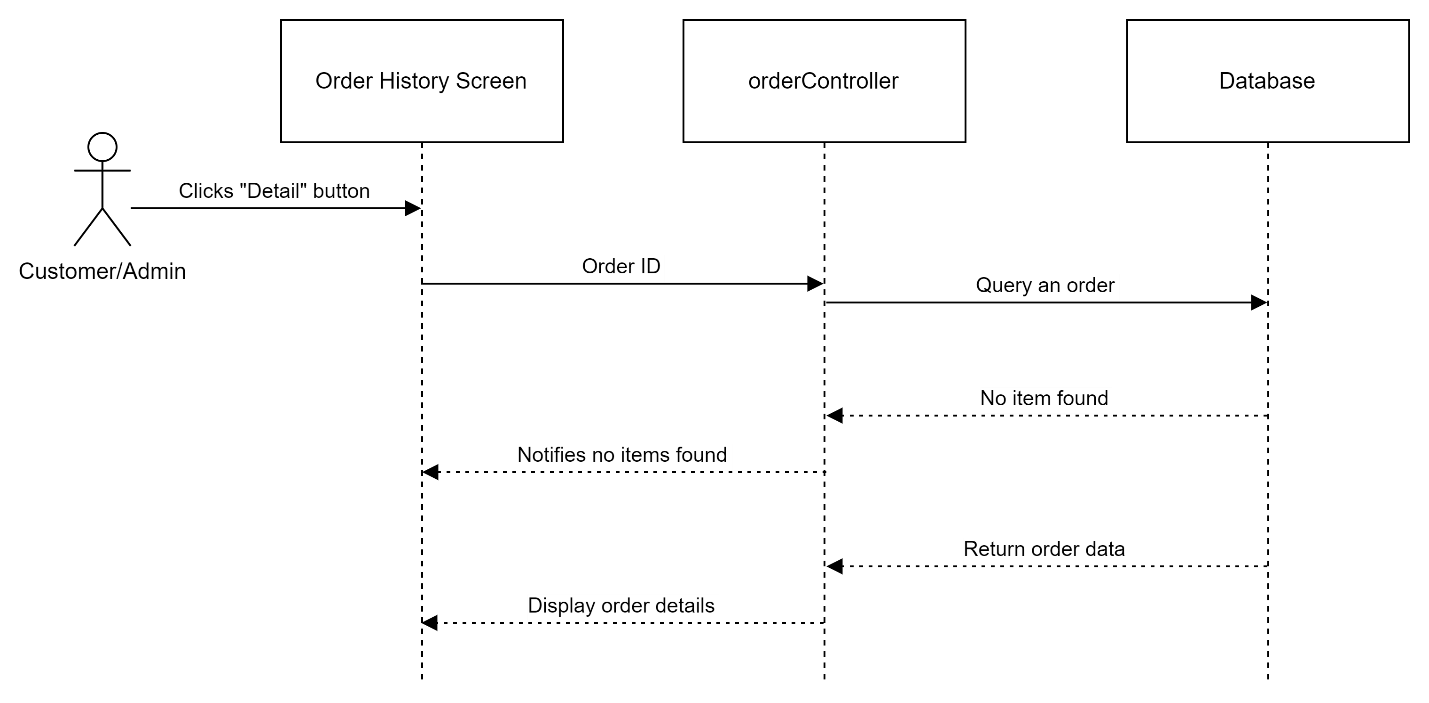 Order History Screen
orderController
Database
Clicks "Detail" button
Customer/Admin
Order ID
Query an order
No item found
Notifies no items found
Return order data
Display order details